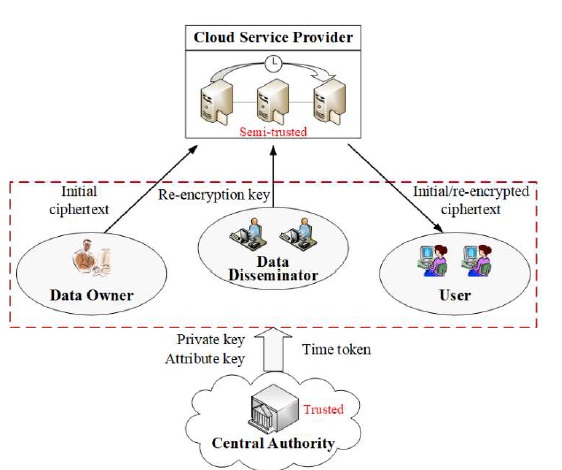 Cloud Service Provider
Semi-trusted
Initial
ciphertext
Re-encryption key
Initial/re-encrypted
ciphertext
Data Owner
Data
Disseminator
User
Private key
Attribute key
Time token
Trusted
Central Authority